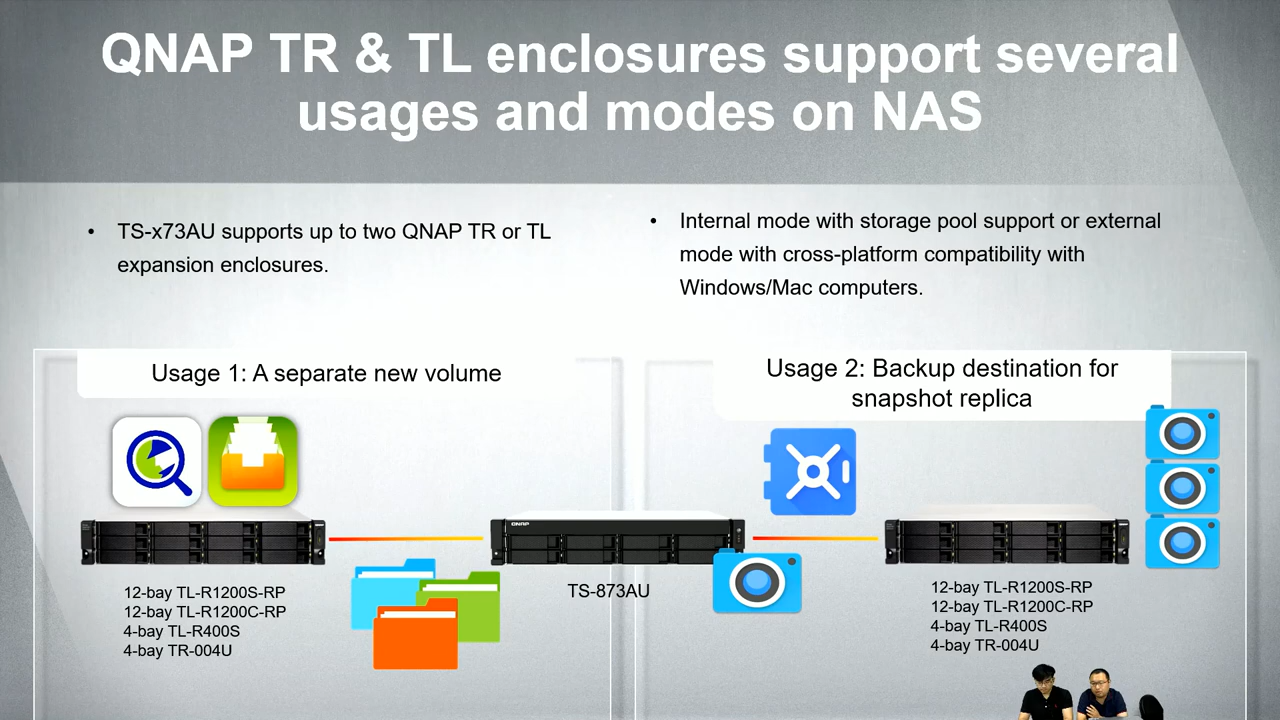 QNAP TR & TL enclosures support several
usages and modes on NAS
• TS-x73AU supports up to two QNAP TR or TL
expansion enclosures.
• Internal mode with storage pool support or external
mode with cross-platform compatibility with
Windows/Mac computers.
Usage 1: A separate new volume
12-bay TL-R1200S-RP
12-bay TL-R1200C-RP
4-bay TL-R400S
4-bay TR-004U
QNAP
TS-873AU
Usage 2: Backup destination for
snapshot replica
12-bay TL-R1200S-RP
12-bay TL-R1200C-RP
4-bay TL-R400S
4-bay TR-004U